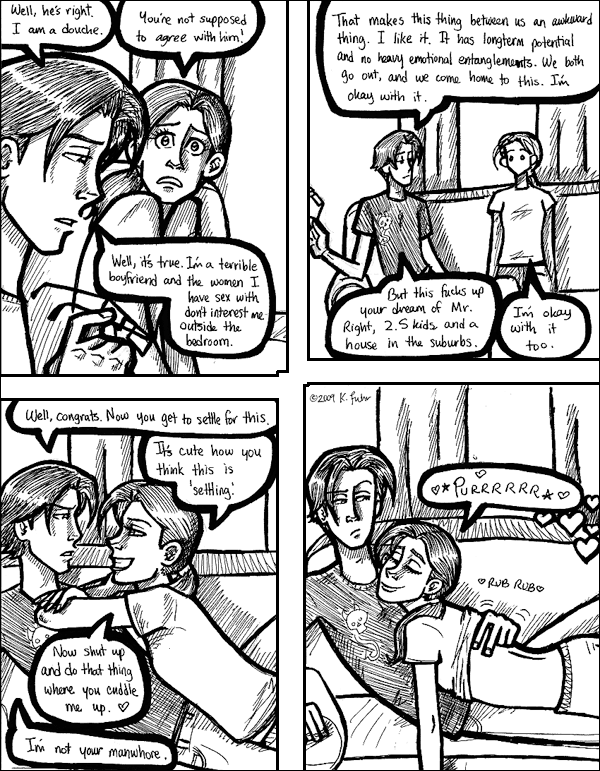 Well, he's right.
I am a douche.
You're not supposed
to agree with him!
Well, it's true. I'm a terrible
boyfriend and the women I
have sex with
don't interest me
outside the
bedroom.
That makes this thing between us an awkward
thing. I like it. It has longterm potential
and no heavy emotional entanglements. We both
go out, and we come home to this. I'm
okay with it.
But this fucks up
your dream of Mr.
Right, 2.5 kids and a
house in the suburbs.
I'm okay
with it
too.
Well, congrats. Now you get to settle for this.
It's cute how you
think this is
'settling.'
Now shut up
and do that thing
where you cuddle
me up. ♡
I'm not your manwhore.
©2009 K. Fuhr
♡★PURRRRRR★♡
♡RUB RUB♡